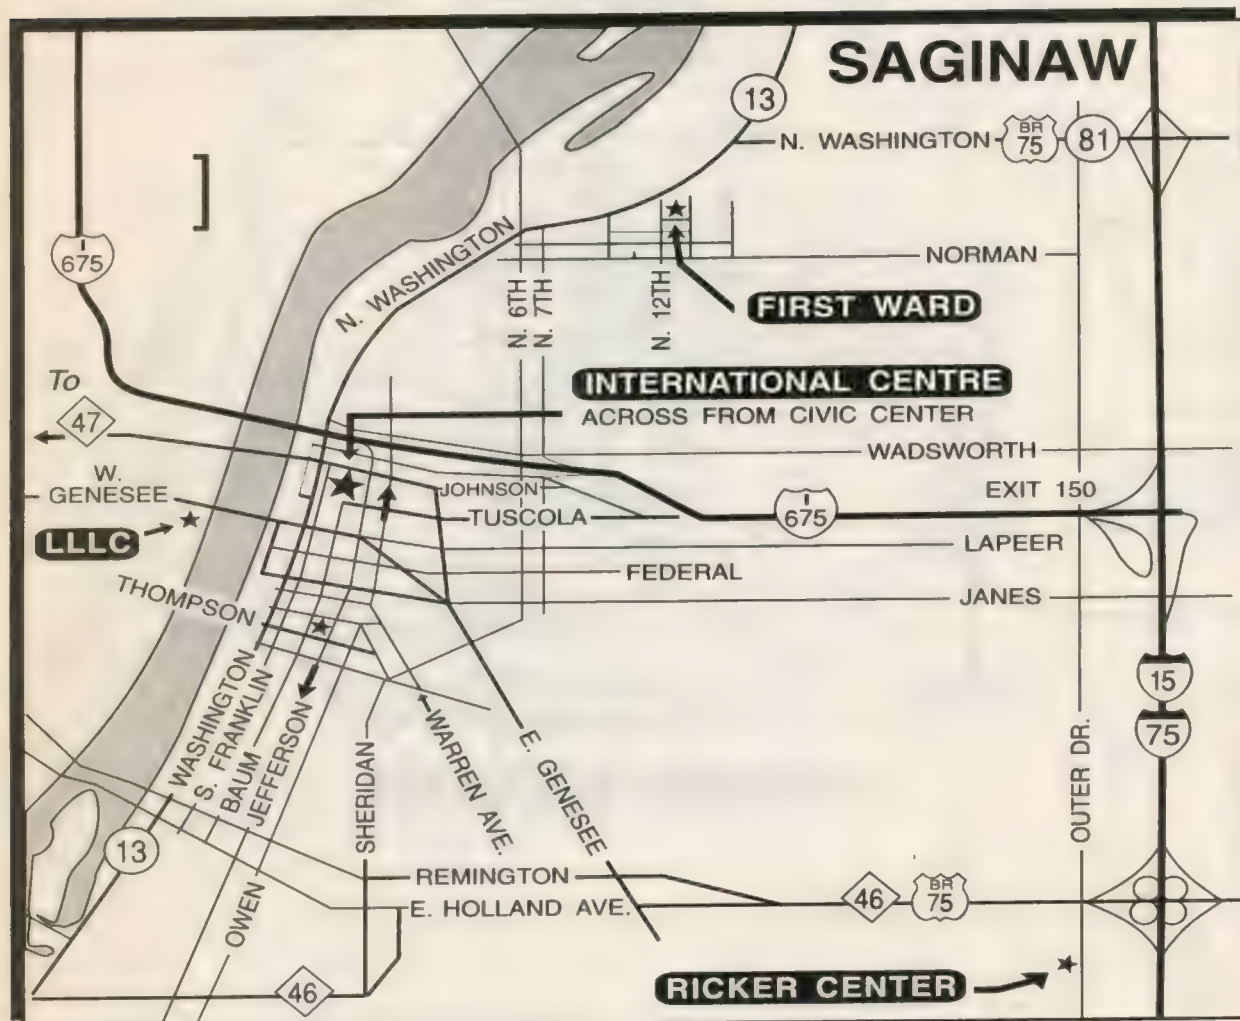 SAGINAW
13
N. WASHINGTON
BR
75
81
I
675
N. WASHINGTON
NORMAN
N. 6TH
N. 7TH
N. 12TH
FIRST WARD
To
47
INTERNATIONAL CENTRE
ACROSS FROM CIVIC CENTER
WADSWORTH
W.
GENESEE
JOHNSON
EXIT 150
TUSCOLA
I
675
LLLC
LAPEER
FEDERAL
THOMPSON
JANES
WASHINGTON
S. FRANKLIN
BAUM
JEFFERSON
SHERIDAN
WARREN AVE.
E. GENESEE
OUTER DR.
15
75
13
OWEN
REMINGTON
E. HOLLAND AVE.
46
BR
75
46
RICKER CENTER